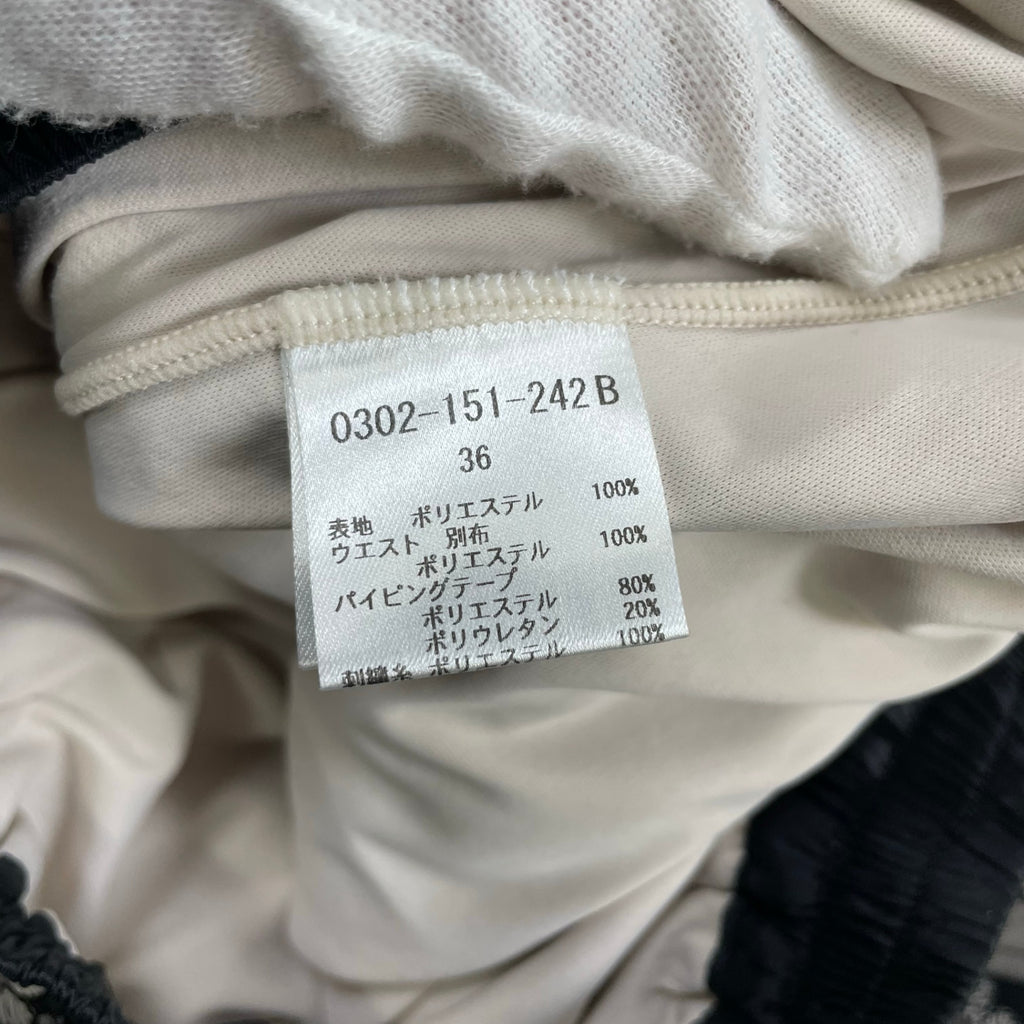 0302-151-242B
36
表地 ポリエステル 100%
ウエスト 別布
ポリエステル 100%
パイピングテープ
ポリエステル 80%
ポリウレタン 20%
刺繍糸 ポリエステル 100%